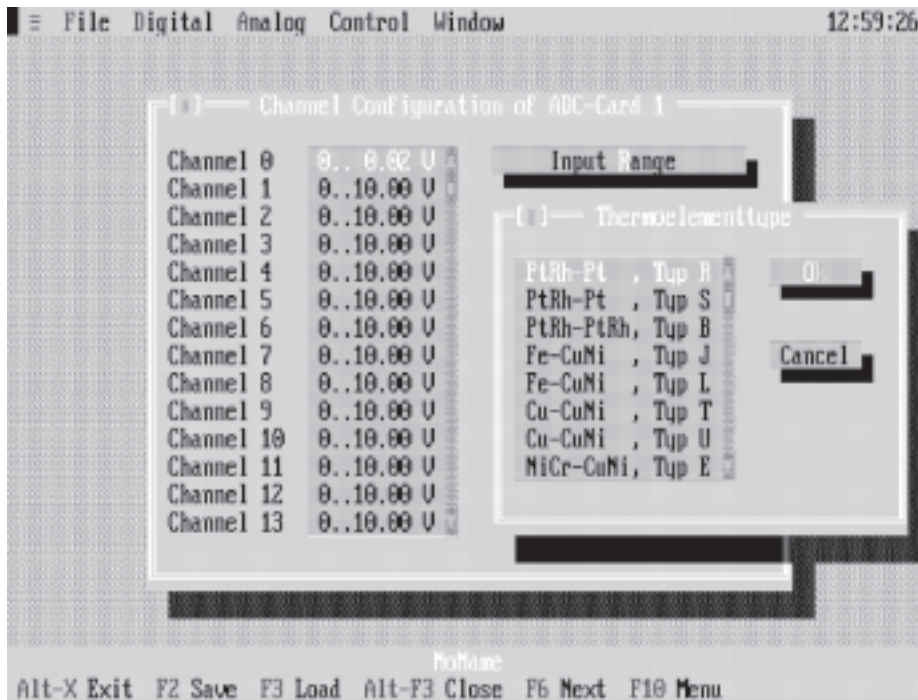 ≡ File Digital Analog Control Window 12:59:26
[ ] Channel Configuration of ADC-Card 1
Channel 0 0.. 0.02 V
Channel 1 0..10.00 V
Channel 2 0..10.00 V
Channel 3 0..10.00 V
Channel 4 0..10.00 V
Channel 5 0..10.00 V
Channel 6 0..10.00 V
Channel 7 0..10.00 V
Channel 8 0..10.00 V
Channel 9 0..10.00 V
Channel 10 0..10.00 V
Channel 11 0..10.00 V
Channel 12 0..10.00 V
Channel 13 0..10.00 V
Input Range
[ ] Thermoelementtype
PtRh-Pt , Typ R
PtRh-Pt , Typ S
PtRh-PtRh, Typ B
Fe-CuNi , Typ J
Fe-CuNi , Typ L
Cu-CuNi , Typ T
Cu-CuNi , Typ U
NiCr-CuNi, Typ E
Ok
Cancel
NoName
Alt-X Exit F2 Save F3 Load Alt-F3 Close F6 Next F10 Menu